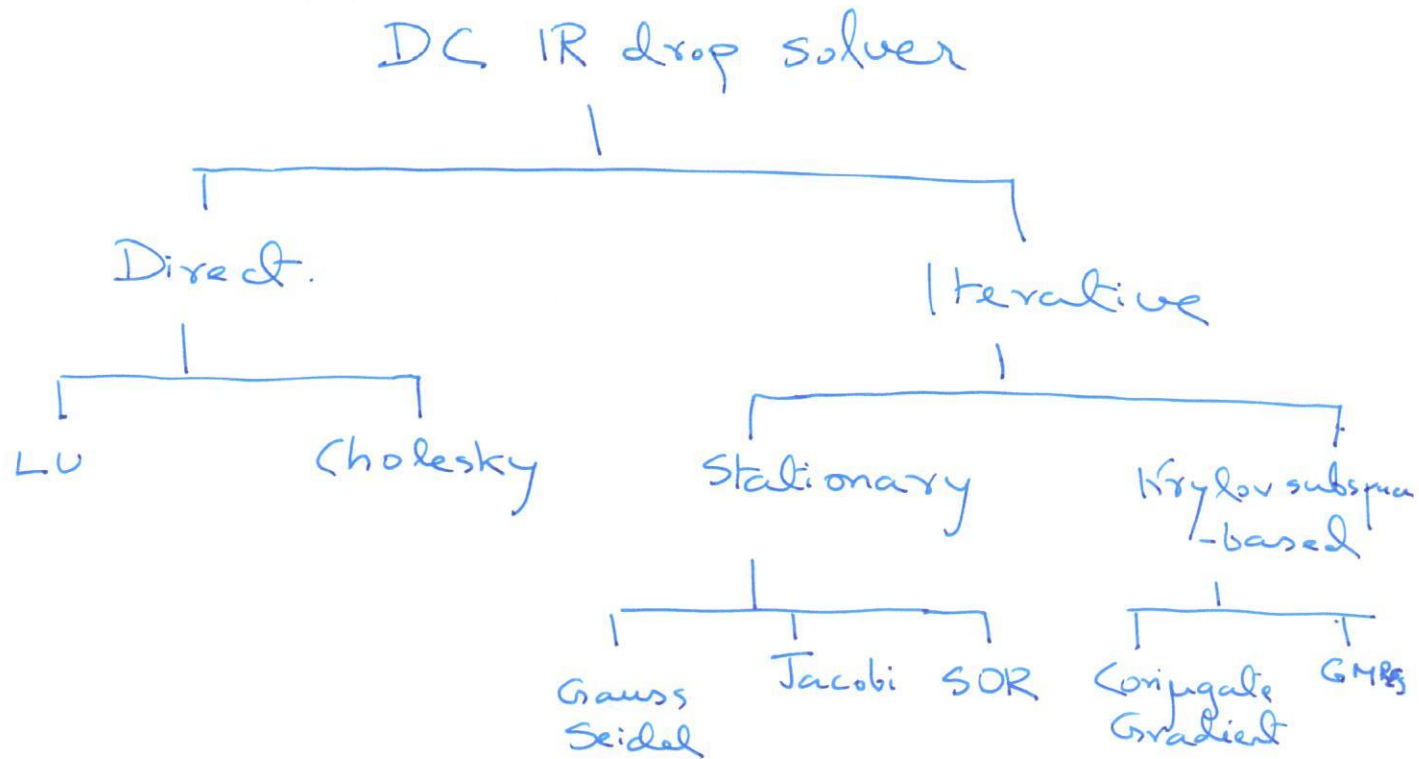 DC IR drop solver
Direct.
Iterative
LU
Cholesky
Stationary
Krylov subspace
-based
Gauss
Seidel
Jacobi
SOR
Conjugate
Gradient
GMRES